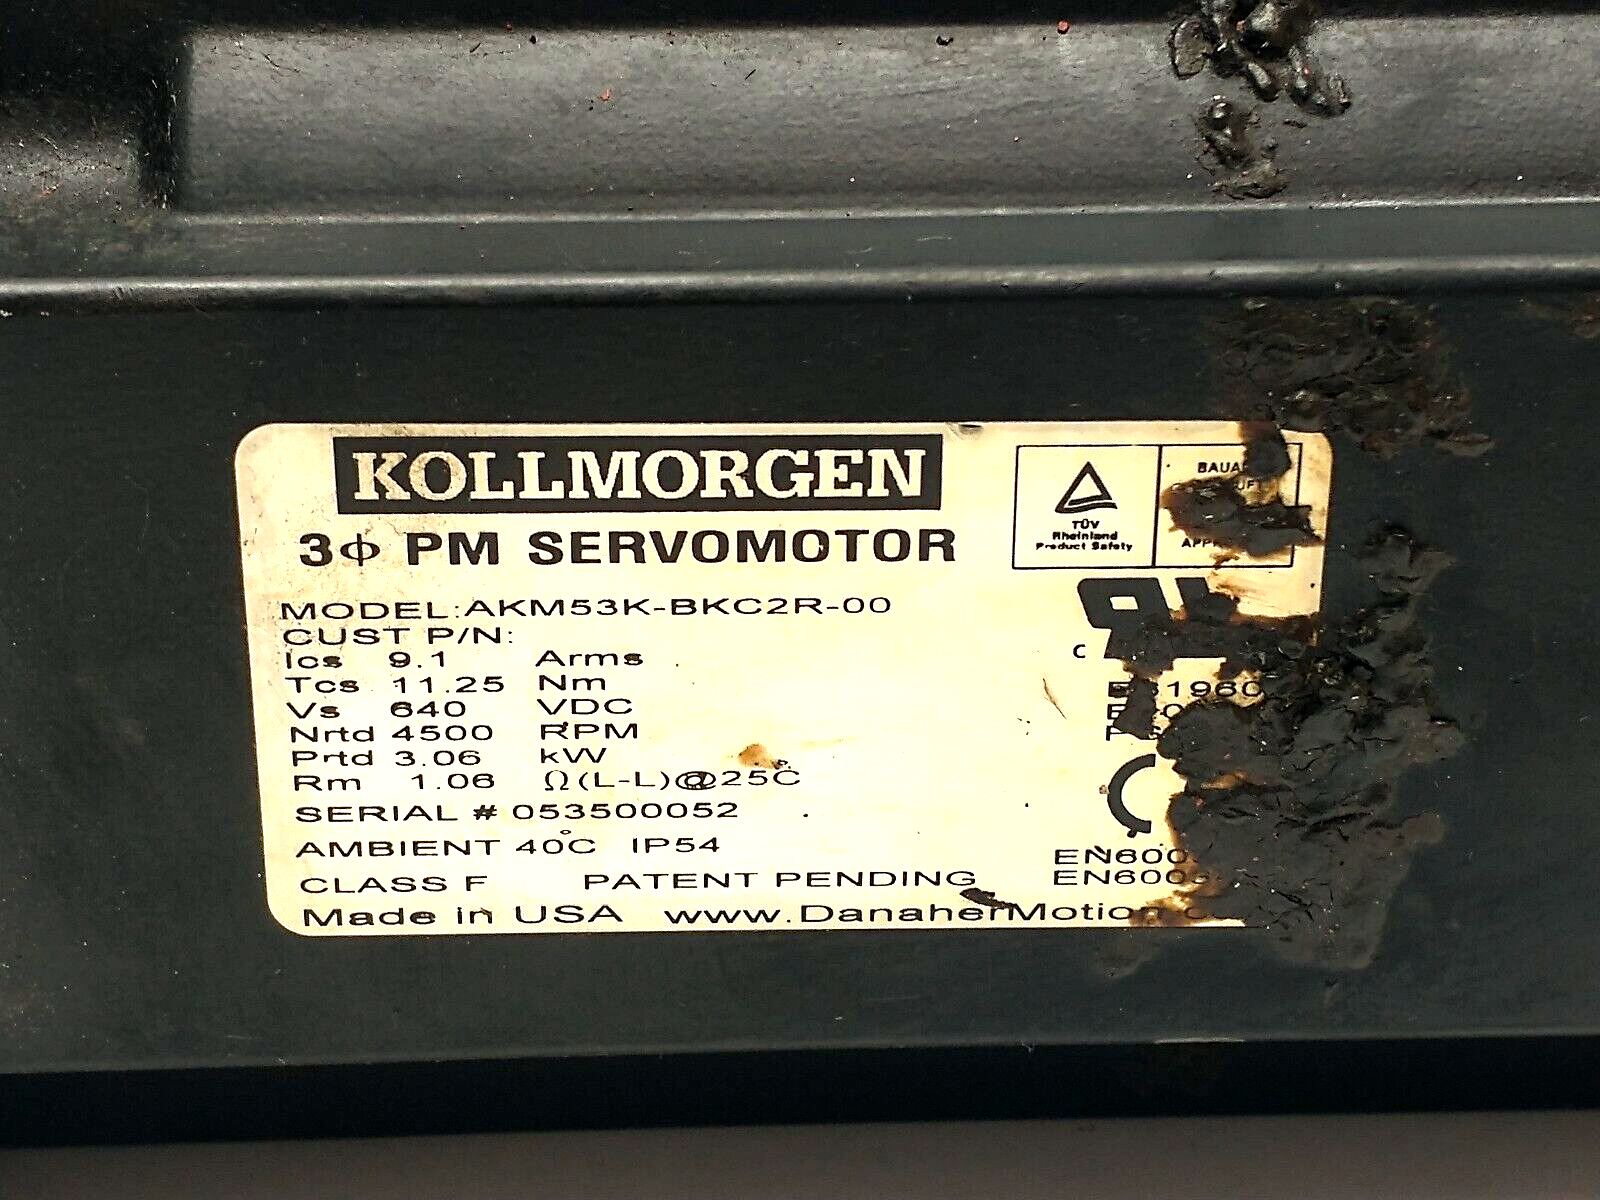 KOLLMORGEN
3ϕ PM SERVOMOTOR
TÜV
Rheinland
Product Safety
MODEL:AKM53K-BKC2R-00
CUST P/N:
Ics 9.1 Arms
Tcs 11.25 Nm
Vs 640 VDC
Nrtd 4500 RPM
Prtd 3.06 kW
Rm 1.06 Ω(L-L)@25C
SERIAL # 053500052
AMBIENT 40°C IP54
CLASS F PATENT PENDING
Made in USA www.DanaherMotion
C